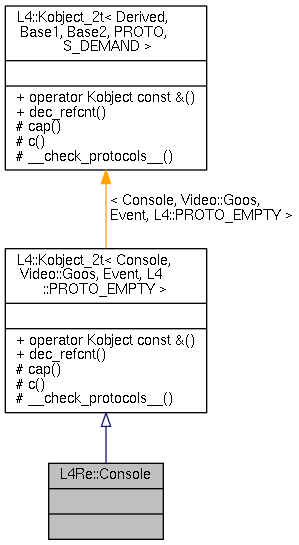 L4::Kobject_2t< Derived,
Base1, Base2, PROTO,
S_DEMAND >
+ operator Kobject const &()
+ dec_refcnt()
# cap()
# c()
# __check_protocols__()
< Console, Video::Goos,
Event, L4::PROTO_EMPTY >
L4::Kobject_2t< Console,
Video::Goos, Event, L4
::PROTO_EMPTY >
+ operator Kobject const &()
+ dec_refcnt()
# cap()
# c()
# __check_protocols__()
L4Re::Console